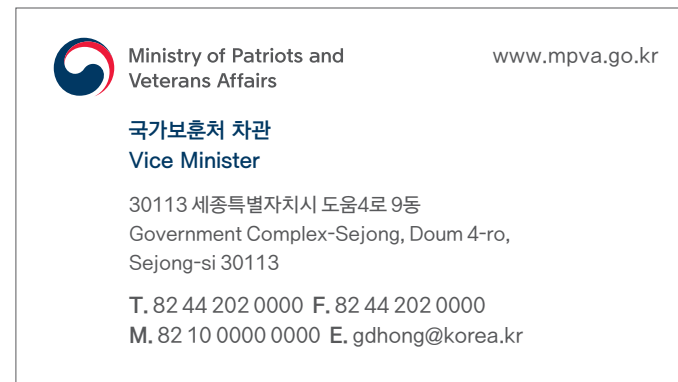 Ministry of Patriots and
Veterans Affairs
www.mpva.go.kr
국가보훈처 차관
Vice Minister
30113 세종특별자치시 도움4로 9동
Government Complex-Sejong, Doum 4-ro,
Sejong-si 30113
T. 82 44 202 0000 F. 82 44 202 0000
M. 82 10 0000 0000 E. gdhong@korea.kr